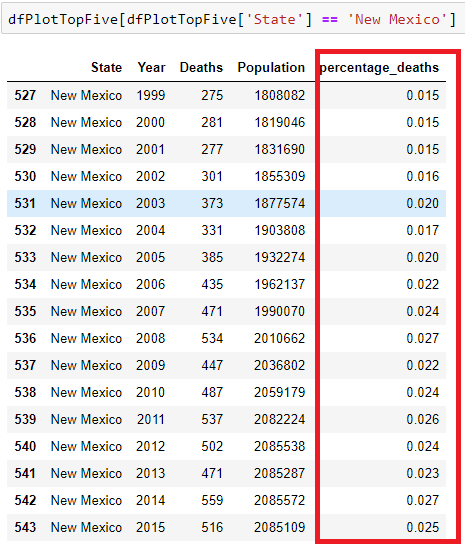 dfPlotTopFive[dfPlotTopFive['State'] == 'New Mexico']
State Year Deaths Population percentage_deaths
527 New Mexico 1999 275 1808082 0.015
528 New Mexico 2000 281 1819046 0.015
529 New Mexico 2001 277 1831690 0.015
530 New Mexico 2002 301 1855309 0.016
531 New Mexico 2003 373 1877574 0.020
532 New Mexico 2004 331 1903808 0.017
533 New Mexico 2005 385 1932274 0.020
534 New Mexico 2006 435 1962137 0.022
535 New Mexico 2007 471 1990070 0.024
536 New Mexico 2008 534 2010662 0.027
537 New Mexico 2009 447 2036802 0.022
538 New Mexico 2010 487 2059179 0.024
539 New Mexico 2011 537 2082224 0.026
540 New Mexico 2012 502 2085538 0.024
541 New Mexico 2013 471 2085287 0.023
542 New Mexico 2014 559 2085572 0.027
543 New Mexico 2015 516 2085109 0.025